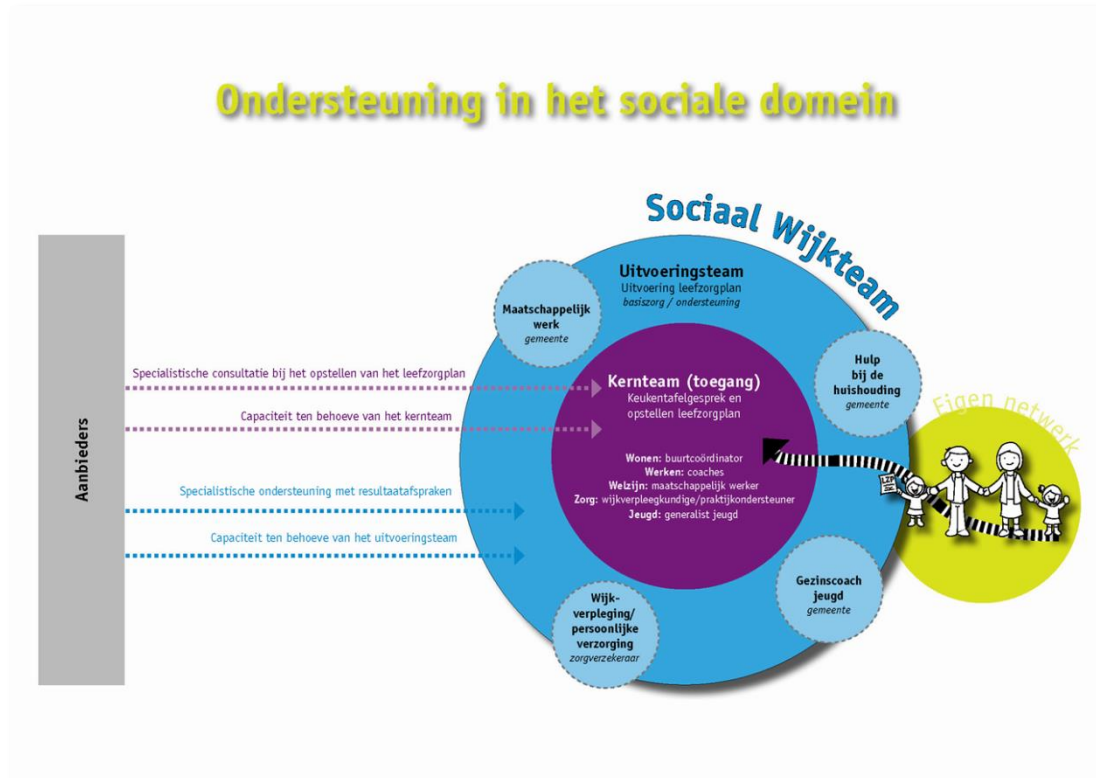 Ondersteuning in het sociale domein
Sociaal Wijkteam
Uitvoeringsteam
Uitvoering leefzorgplan
basiszorg / ondersteuning
Maatschappelijk
werk
gemeente
Hulp
bij de
huishouding
gemeente
Aanbieders
Specialistische consultatie bij het opstellen van het leefzorgplan
Capaciteit ten behoeve van het kernteam
Specialistische ondersteuning met resultaatafspraken
Capaciteit ten behoeve van het uitvoeringsteam
Kernteam (toegang)
Keukentafelgesprek en
opstellen leefzorgplan
Wonen: buurtcoördinator
Werken: coaches
Welzijn: maatschappelijk werker
Zorg: wijkverpleegkundige/praktijkondersteuner
Jeugd: generalist jeugd
Eigen netwerk
Gezinscoach
jeugd
gemeente
Wijk-
verpleging/
persoonlijke
verzorging
zorgverzekeraar